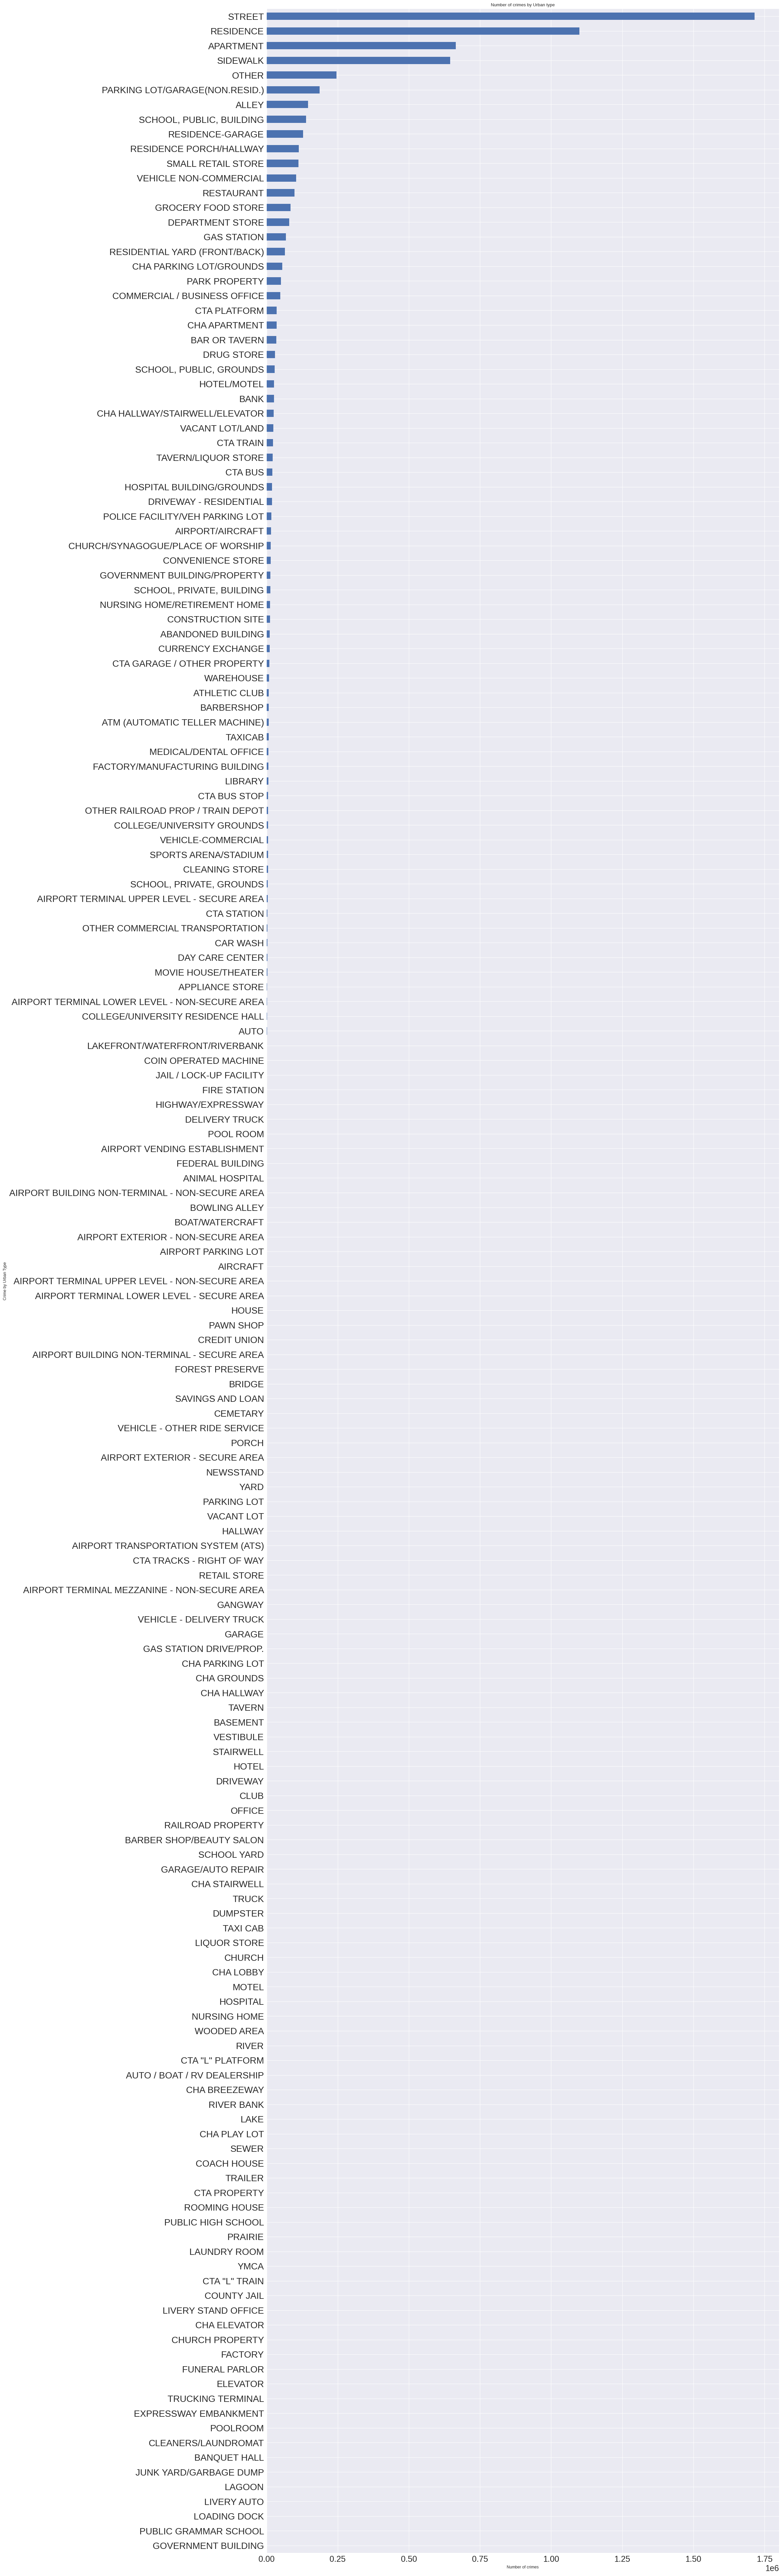 Number of crimes by Urban type
STREET
RESIDENCE
APARTMENT
SIDEWALK
OTHER
PARKING LOT/GARAGE(NON.RESID.)
ALLEY
SCHOOL, PUBLIC, BUILDING
RESIDENCE-GARAGE
RESIDENCE PORCH/HALLWAY
SMALL RETAIL STORE
VEHICLE NON-COMMERCIAL
RESTAURANT
GROCERY FOOD STORE
DEPARTMENT STORE
GAS STATION
RESIDENTIAL YARD (FRONT/BACK)
CHA PARKING LOT/GROUNDS
PARK PROPERTY
COMMERCIAL / BUSINESS OFFICE
CTA PLATFORM
CHA APARTMENT
BAR OR TAVERN
DRUG STORE
SCHOOL, PUBLIC, GROUNDS
HOTEL/MOTEL
BANK
CHA HALLWAY/STAIRWELL/ELEVATOR
VACANT LOT/LAND
CTA TRAIN
TAVERN/LIQUOR STORE
CTA BUS
HOSPITAL BUILDING/GROUNDS
DRIVEWAY - RESIDENTIAL
POLICE FACILITY/VEH PARKING LOT
AIRPORT/AIRCRAFT
CHURCH/SYNAGOGUE/PLACE OF WORSHIP
CONVENIENCE STORE
GOVERNMENT BUILDING/PROPERTY
SCHOOL, PRIVATE, BUILDING
NURSING HOME/RETIREMENT HOME
CONSTRUCTION SITE
ABANDONED BUILDING
CURRENCY EXCHANGE
CTA GARAGE / OTHER PROPERTY
WAREHOUSE
ATHLETIC CLUB
BARBERSHOP
ATM (AUTOMATIC TELLER MACHINE)
TAXICAB
MEDICAL/DENTAL OFFICE
FACTORY/MANUFACTURING BUILDING
LIBRARY
CTA BUS STOP
OTHER RAILROAD PROP / TRAIN DEPOT
COLLEGE/UNIVERSITY GROUNDS
VEHICLE-COMMERCIAL
SPORTS ARENA/STADIUM
CLEANING STORE
SCHOOL, PRIVATE, GROUNDS
AIRPORT TERMINAL UPPER LEVEL - SECURE AREA
CTA STATION
OTHER COMMERCIAL TRANSPORTATION
CAR WASH
DAY CARE CENTER
MOVIE HOUSE/THEATER
APPLIANCE STORE
AIRPORT TERMINAL LOWER LEVEL - NON-SECURE AREA
COLLEGE/UNIVERSITY RESIDENCE HALL
AUTO
LAKEFRONT/WATERFRONT/RIVERBANK
COIN OPERATED MACHINE
JAIL / LOCK-UP FACILITY
FIRE STATION
HIGHWAY/EXPRESSWAY
DELIVERY TRUCK
POOL ROOM
AIRPORT VENDING ESTABLISHMENT
FEDERAL BUILDING
ANIMAL HOSPITAL
AIRPORT BUILDING NON-TERMINAL - NON-SECURE AREA
BOWLING ALLEY
BOAT/WATERCRAFT
AIRPORT EXTERIOR - NON-SECURE AREA
AIRPORT PARKING LOT
AIRCRAFT
AIRPORT TERMINAL UPPER LEVEL - NON-SECURE AREA
AIRPORT TERMINAL LOWER LEVEL - SECURE AREA
HOUSE
PAWN SHOP
CREDIT UNION
AIRPORT BUILDING NON-TERMINAL - SECURE AREA
FOREST PRESERVE
BRIDGE
SAVINGS AND LOAN
CEMETARY
VEHICLE - OTHER RIDE SERVICE
PORCH
AIRPORT EXTERIOR - SECURE AREA
NEWSSTAND
YARD
PARKING LOT
VACANT LOT
HALLWAY
AIRPORT TRANSPORTATION SYSTEM (ATS)
CTA TRACKS - RIGHT OF WAY
RETAIL STORE
AIRPORT TERMINAL MEZZANINE - NON-SECURE AREA
GANGWAY
VEHICLE - DELIVERY TRUCK
GARAGE
GAS STATION DRIVE/PROP.
CHA PARKING LOT
CHA GROUNDS
CHA HALLWAY
TAVERN
BASEMENT
VESTIBULE
STAIRWELL
HOTEL
DRIVEWAY
CLUB
OFFICE
RAILROAD PROPERTY
BARBER SHOP/BEAUTY SALON
SCHOOL YARD
GARAGE/AUTO REPAIR
CHA STAIRWELL
TRUCK
DUMPSTER
TAXI CAB
LIQUOR STORE
CHURCH
CHA LOBBY
MOTEL
HOSPITAL
NURSING HOME
WOODED AREA
RIVER
CTA "L" PLATFORM
AUTO / BOAT / RV DEALERSHIP
CHA BREEZEWAY
RIVER BANK
LAKE
CHA PLAY LOT
SEWER
COACH HOUSE
TRAILER
CTA PROPERTY
ROOMING HOUSE
PUBLIC HIGH SCHOOL
PRAIRIE
LAUNDRY ROOM
YMCA
CTA "L" TRAIN
COUNTY JAIL
LIVERY STAND OFFICE
CHA ELEVATOR
CHURCH PROPERTY
FACTORY
FUNERAL PARLOR
ELEVATOR
TRUCKING TERMINAL
EXPRESSWAY EMBANKMENT
POOLROOM
CLEANERS/LAUNDROMAT
BANQUET HALL
JUNK YARD/GARBAGE DUMP
LAGOON
LIVERY AUTO
LOADING DOCK
PUBLIC GRAMMAR SCHOOL
GOVERNMENT BUILDING
Crime by Urban Type
0.00 0.25 0.50 0.75 1.00 1.25 1.50 1.75
1e6
Number of crimes